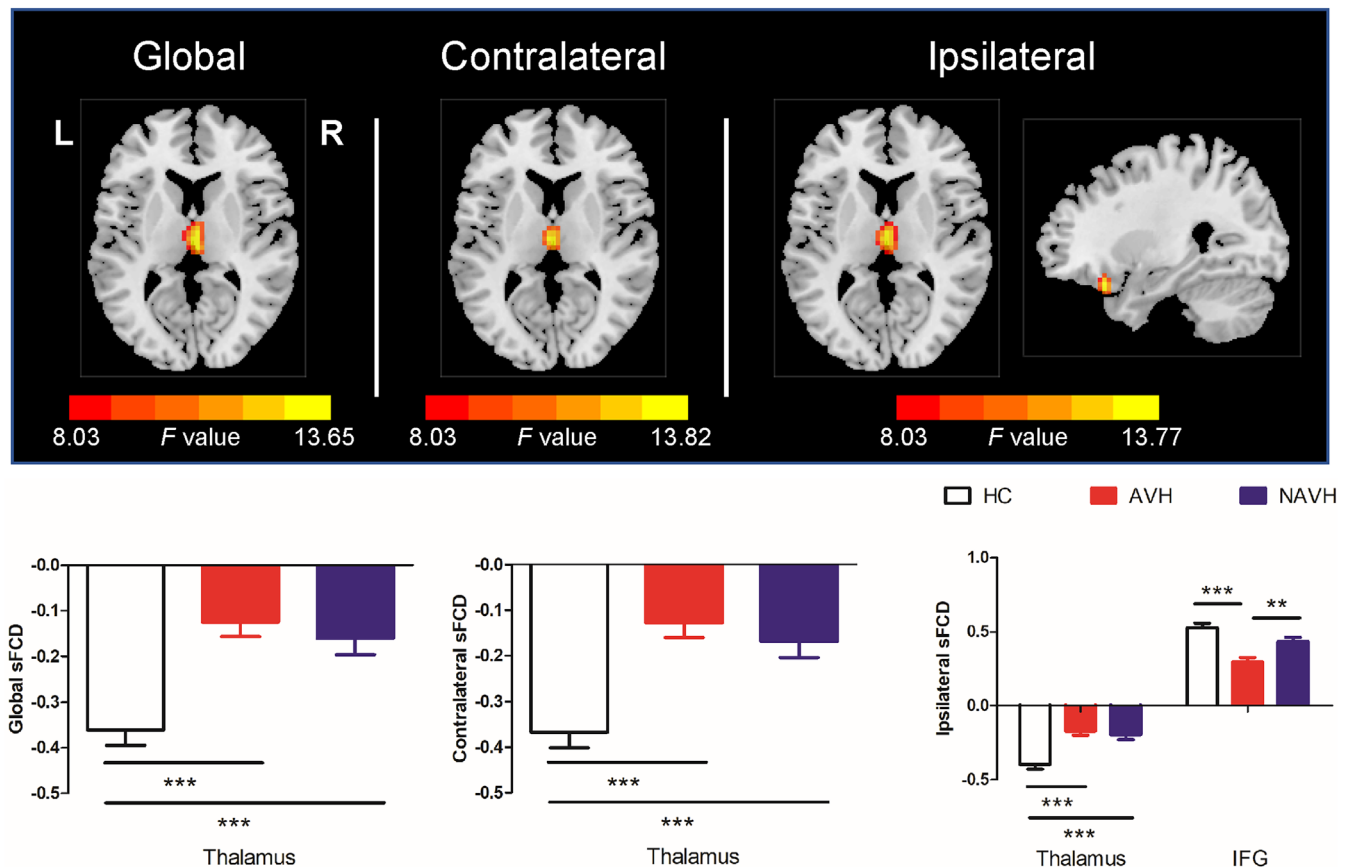 Global
Contralateral
Ipsilateral
L
R
8.03 F value 13.65
8.03 F value 13.82
8.03 F value 13.77
HC AVH NAVH
Global sFCD
-0.0
-0.1
-0.2
-0.3
-0.4
-0.5
***
***
Thalamus
Contralateral sFCD
-0.0
-0.1
-0.2
-0.3
-0.4
-0.5
***
***
Thalamus
Ipsilateral sFCD
1.0
0.5
0.0
-0.5
***
**
***
***
Thalamus
IFG